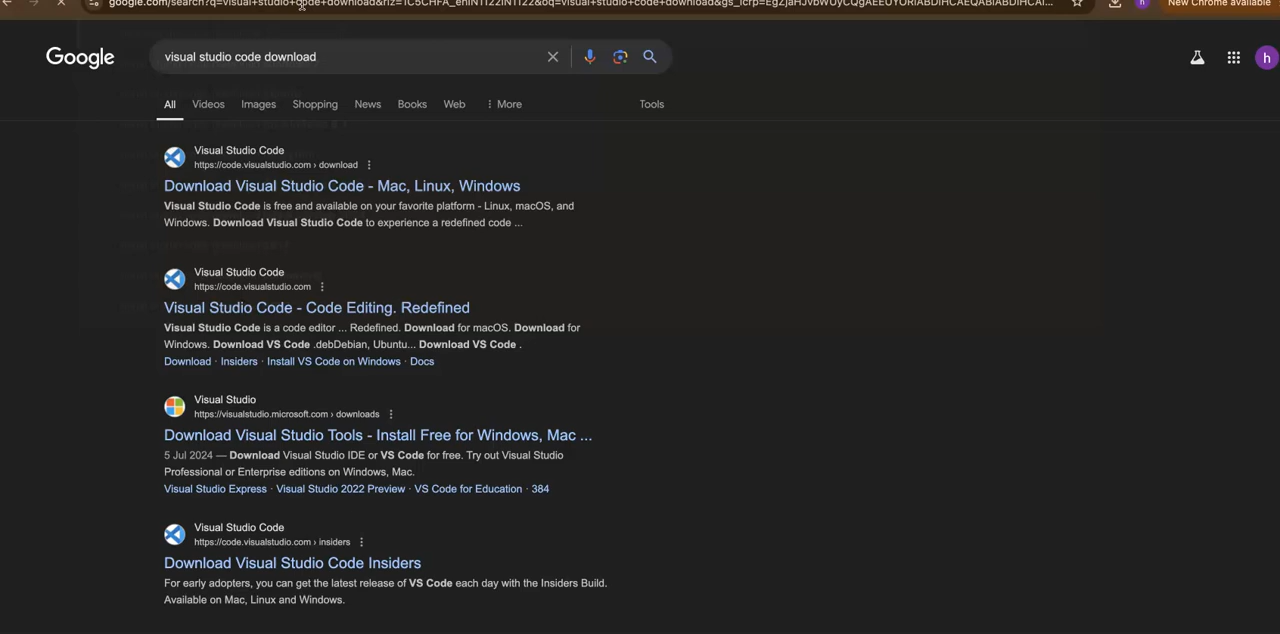 New Chrome available
Google
visual studio code download
h
All Videos Images Shopping News Books Web More Tools
Visual Studio Code
https://code.visualstudio.com › download
Download Visual Studio Code - Mac, Linux, Windows
Visual Studio Code is free and available on your favorite platform - Linux, macOS, and
Windows. Download Visual Studio Code to experience a redefined code ...
Visual Studio Code
https://code.visualstudio.com
Visual Studio Code - Code Editing. Redefined
Visual Studio Code is a code editor ... Redefined. Download for macOS. Download for
Windows. Download VS Code .debDebian, Ubuntu... Download VS Code .
Download · Insiders · Install VS Code on Windows · Docs
Visual Studio
https://visualstudio.microsoft.com › downloads
Download Visual Studio Tools - Install Free for Windows, Mac ...
5 Jul 2024 — Download Visual Studio IDE or VS Code for free. Try out Visual Studio
Professional or Enterprise editions on Windows, Mac.
Visual Studio Express · Visual Studio 2022 Preview · VS Code for Education · 384
Visual Studio Code
https://code.visualstudio.com › insiders
Download Visual Studio Code Insiders
For early adopters, you can get the latest release of VS Code each day with the Insiders Build.
Available on Mac, Linux and Windows.